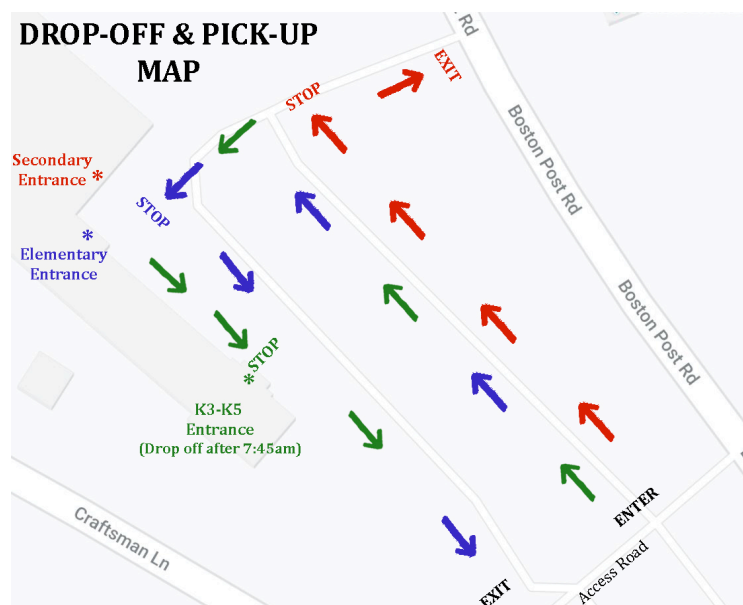 DROP-OFF & PICK-UP
MAP
Rd
EXIT
STOP
Boston Post Rd
Secondary
Entrance *
STOP
*
Elementary
Entrance
Boston Post Rd
STOP
*
K3-K5
Entrance
(Drop off after 7:45am)
ENTER
Craftsman Ln
Access Road
EXIT